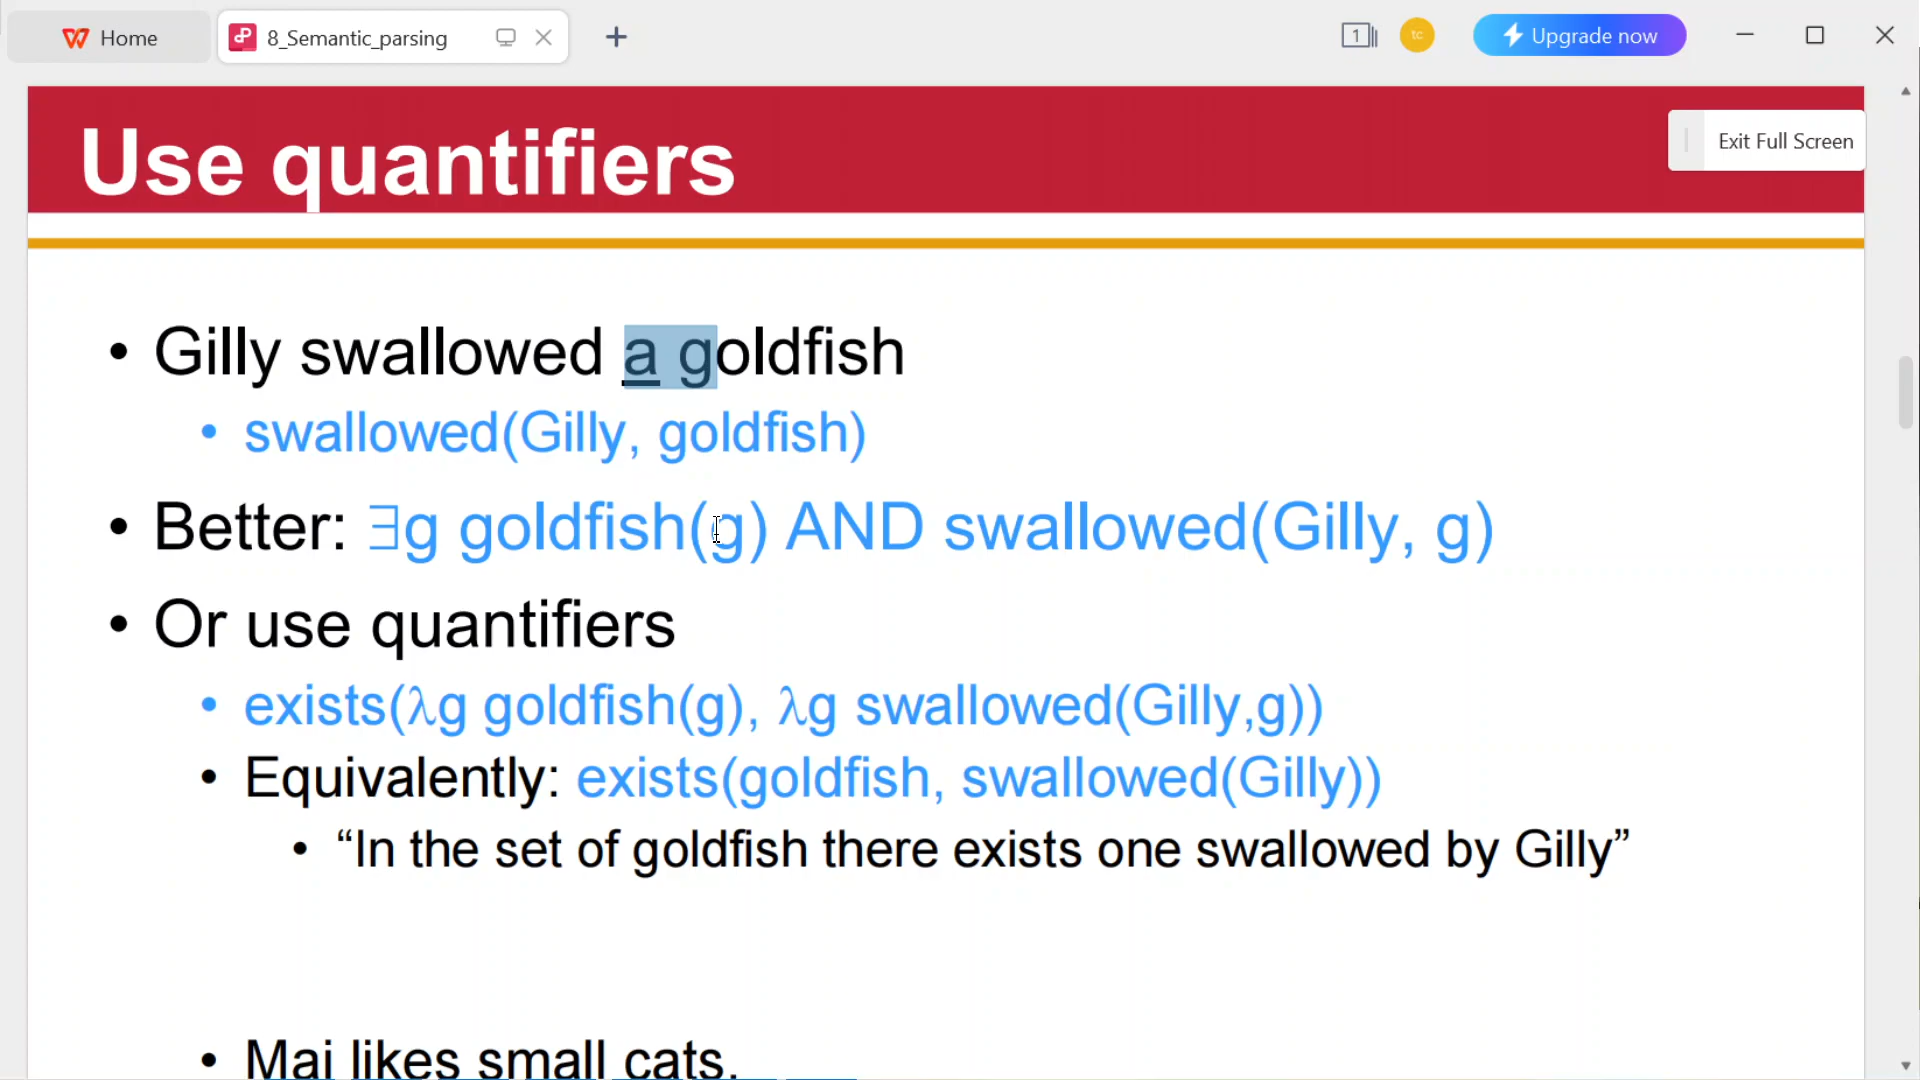 Home
8_Semantic_parsing
1
tc
Upgrade now
Use quantifiers
Exit Full Screen
• Gilly swallowed a goldfish
• swallowed(Gilly, goldfish)
• Better: ∃g goldfish(g) AND swallowed(Gilly, g)
• Or use quantifiers
• exists(λg goldfish(g), λg swallowed(Gilly,g))
• Equivalently: exists(goldfish, swallowed(Gilly))
• “In the set of goldfish there exists one swallowed by Gilly”
• Mai likes small cats.